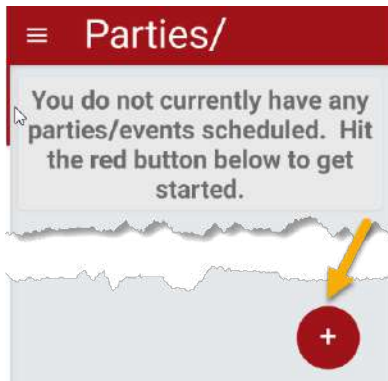 Parties/
You do not currently have any
parties/events scheduled. Hit
the red button below to get
started.
+